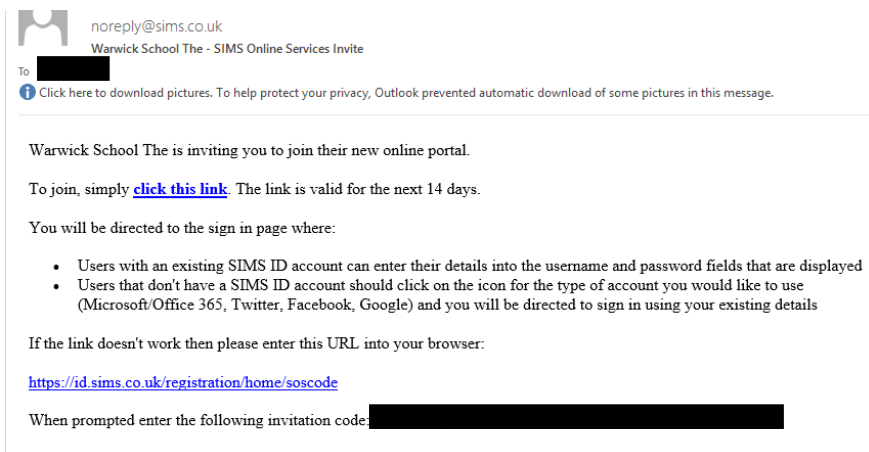 noreply@sims.co.uk
Warwick School The - SIMS Online Services Invite
To
Click here to download pictures. To help protect your privacy, Outlook prevented automatic download of some pictures in this message.
Warwick School The is inviting you to join their new online portal.
To join, simply click this link. The link is valid for the next 14 days.
You will be directed to the sign in page where:
• Users with an existing SIMS ID account can enter their details into the username and password fields that are displayed
• Users that don't have a SIMS ID account should click on the icon for the type of account you would like to use
(Microsoft/Office 365, Twitter, Facebook, Google) and you will be directed to sign in using your existing details
If the link doesn't work then please enter this URL into your browser:
https://id.sims.co.uk/registration/home/soscode
When prompted enter the following invitation code: